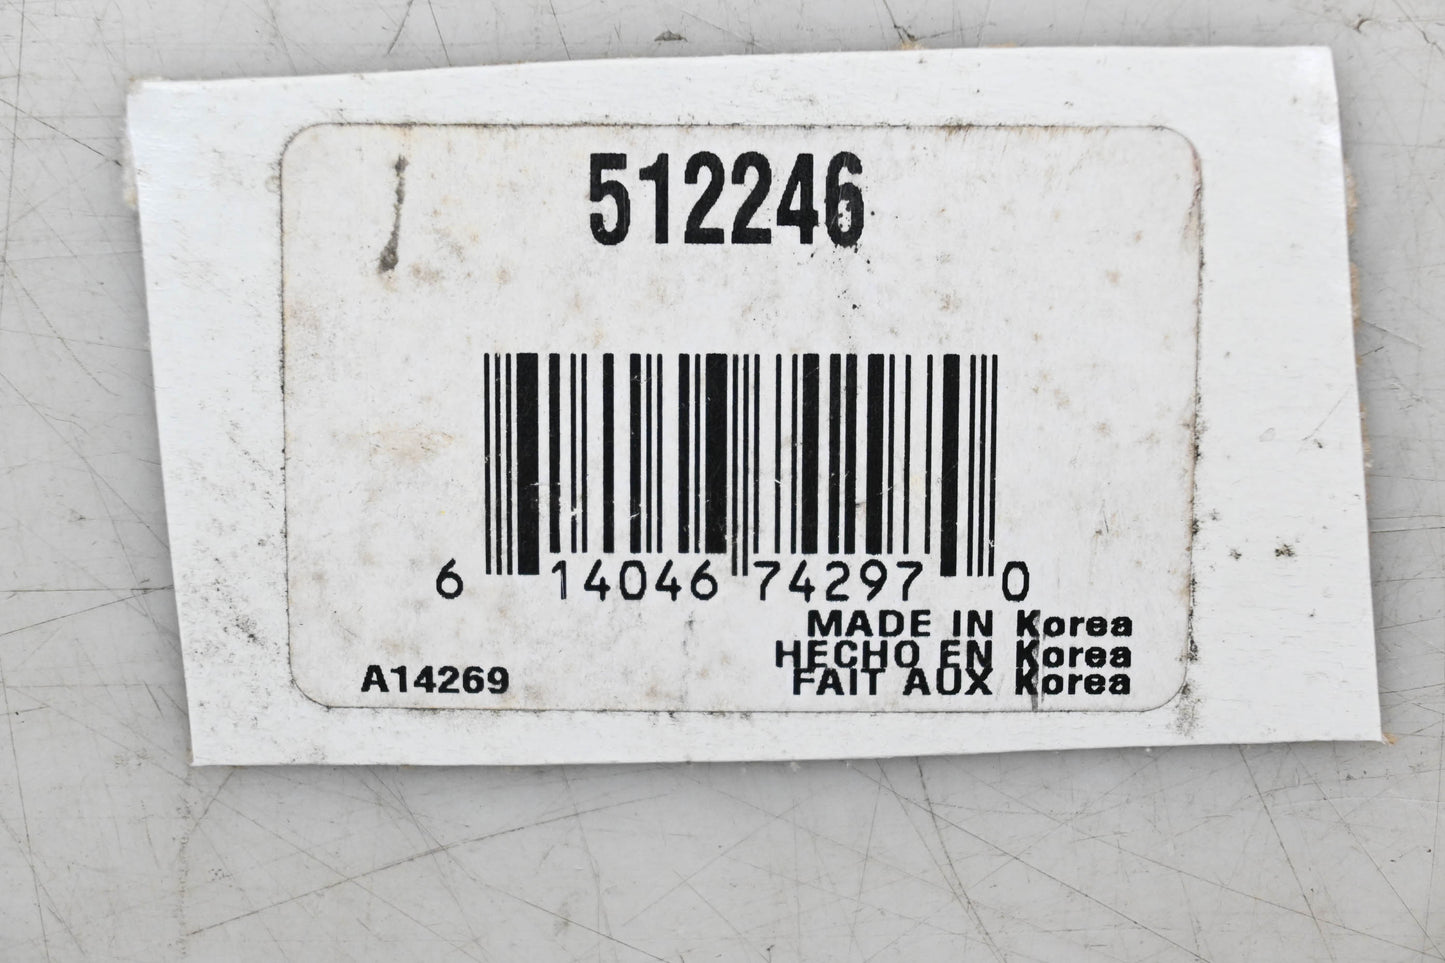 512246
6 14046 74297 0
MADE IN Korea
HECHO EN Korea
FAIT AUX Korea
A14269